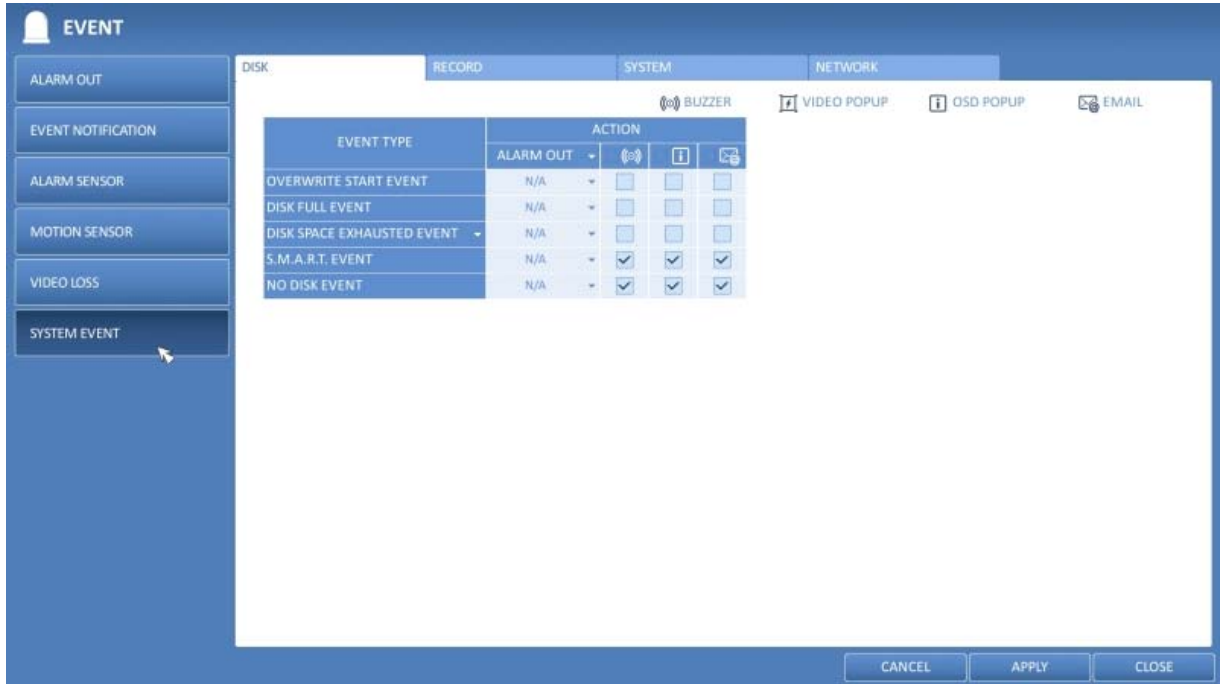 EVENT
ALARM OUT
EVENT NOTIFICATION
ALARM SENSOR
MOTION SENSOR
VIDEO LOSS
SYSTEM EVENT
DISK RECORD SYSTEM NETWORK
BUZZER VIDEO POPUP OSD POPUP EMAIL
EVENT TYPE ACTION
ALARM OUT
OVERWRITE START EVENT N/A
DISK FULL EVENT N/A
DISK SPACE EXHAUSTED EVENT N/A
S.M.A.R.T. EVENT N/A
NO DISK EVENT N/A
CANCEL APPLY CLOSE